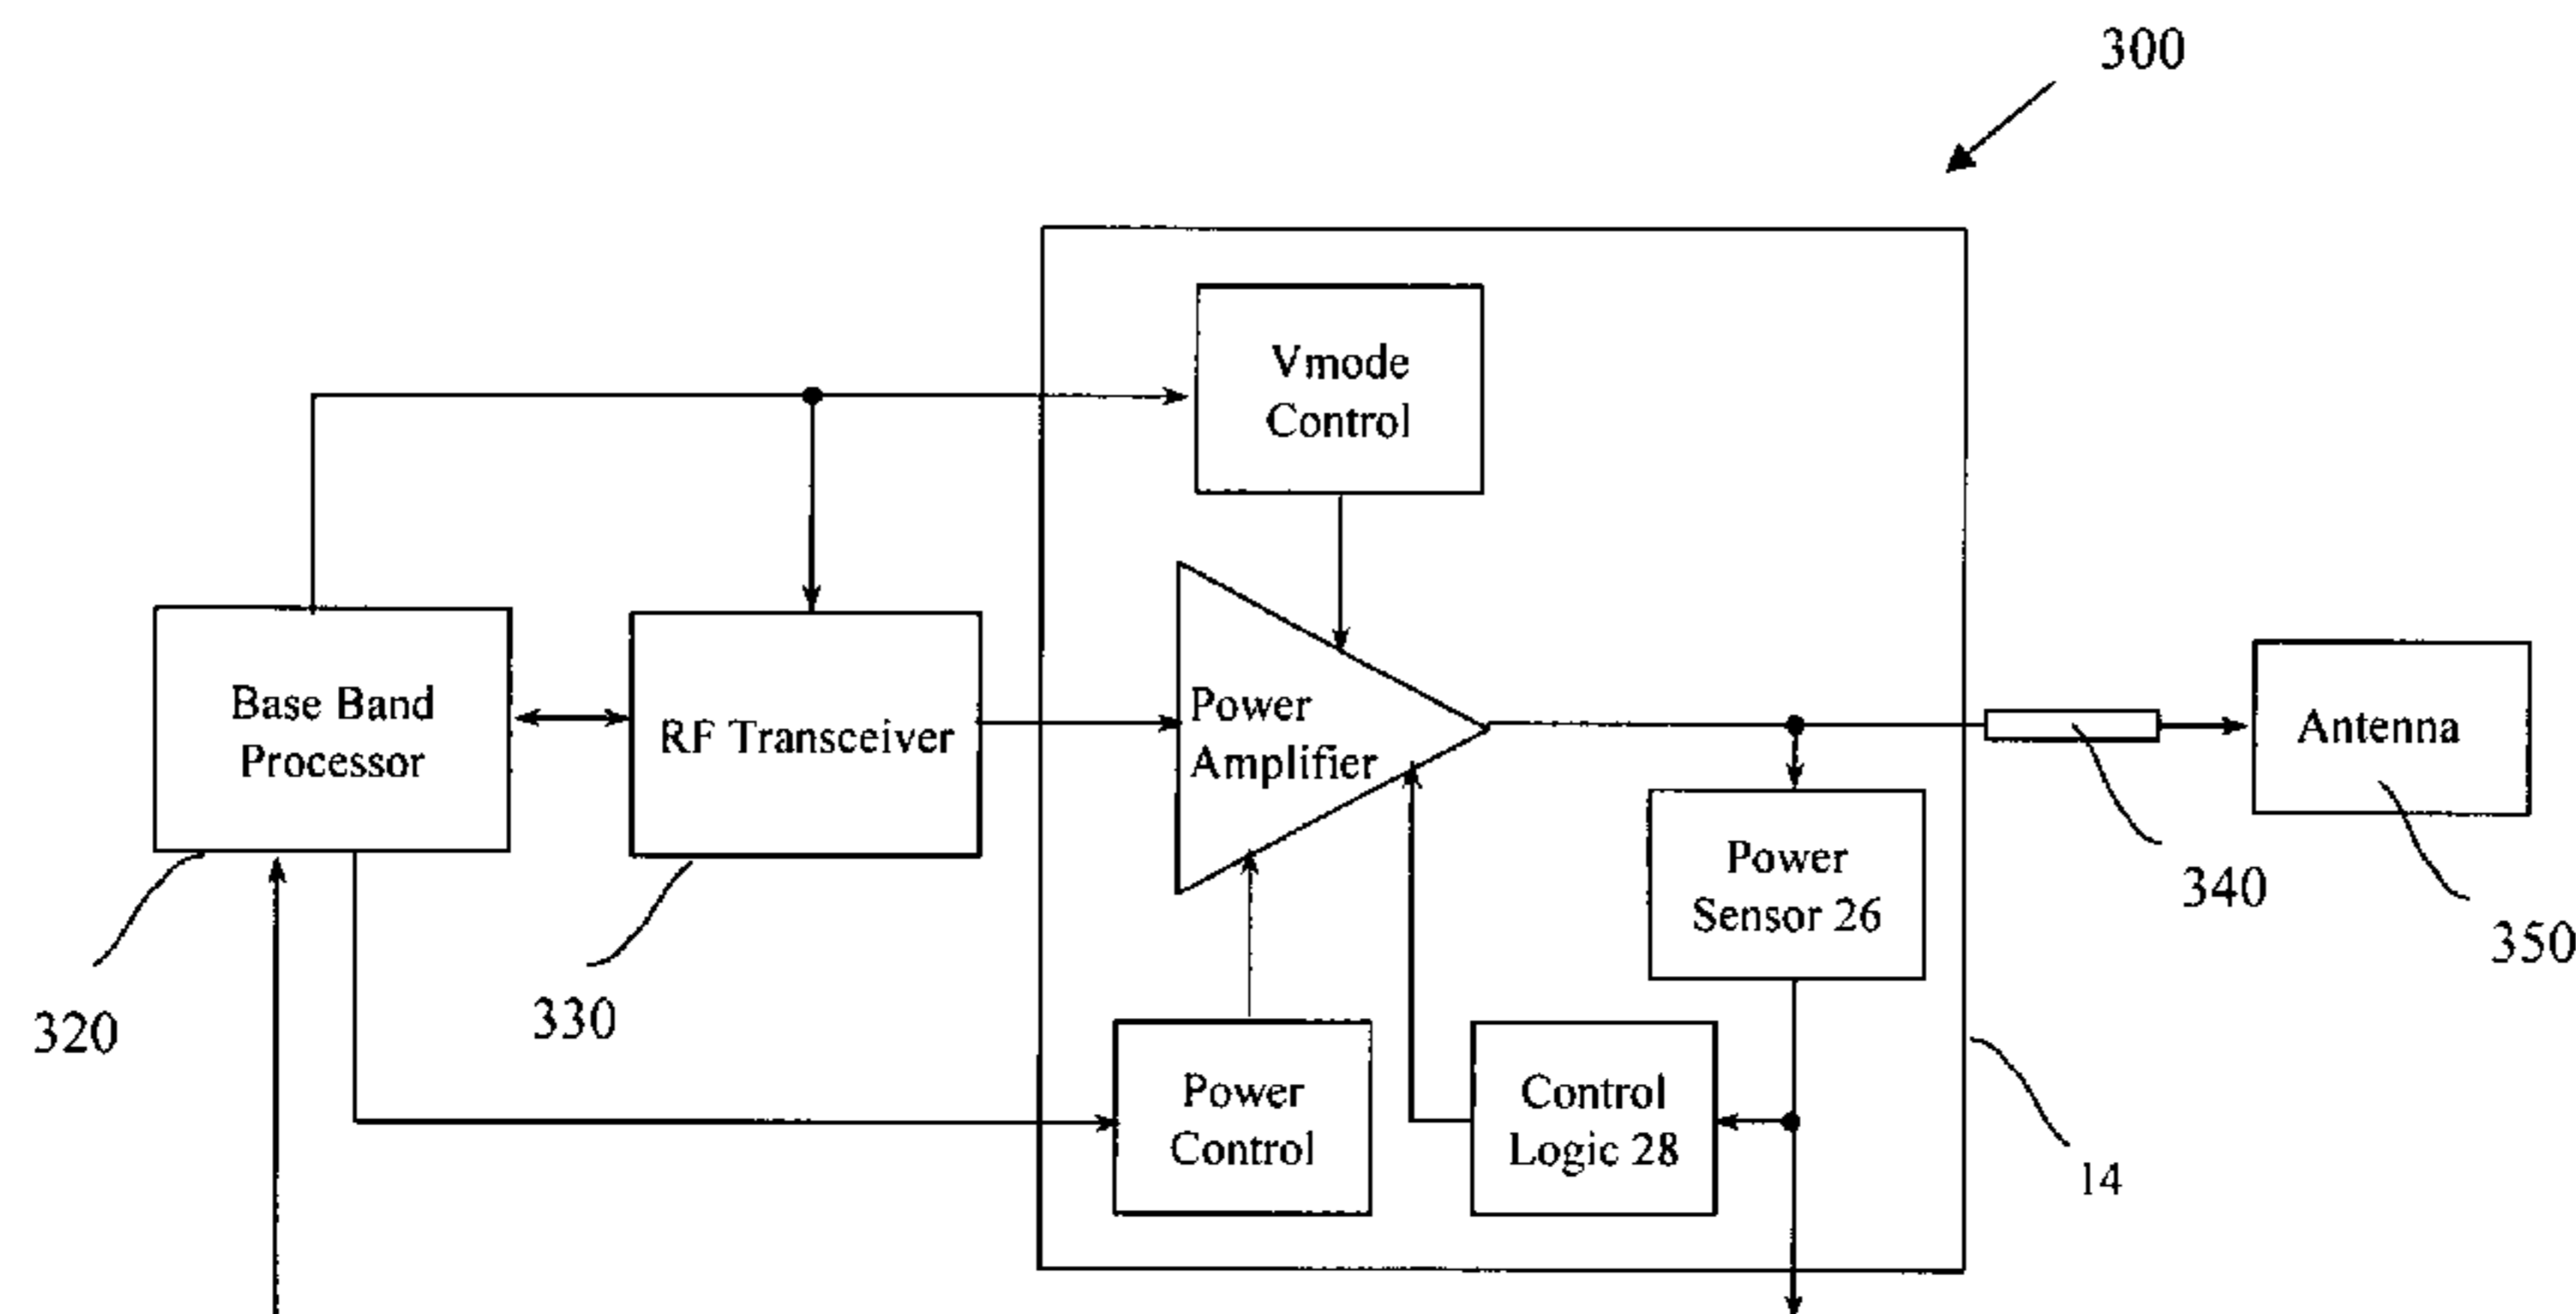 300
Vmode
Control
Base Band
Processor
RF Transceiver
Power
Amplifier
Antenna
Power
Sensor 26
340
350
320
330
Power
Control
Control
Logic 28
14